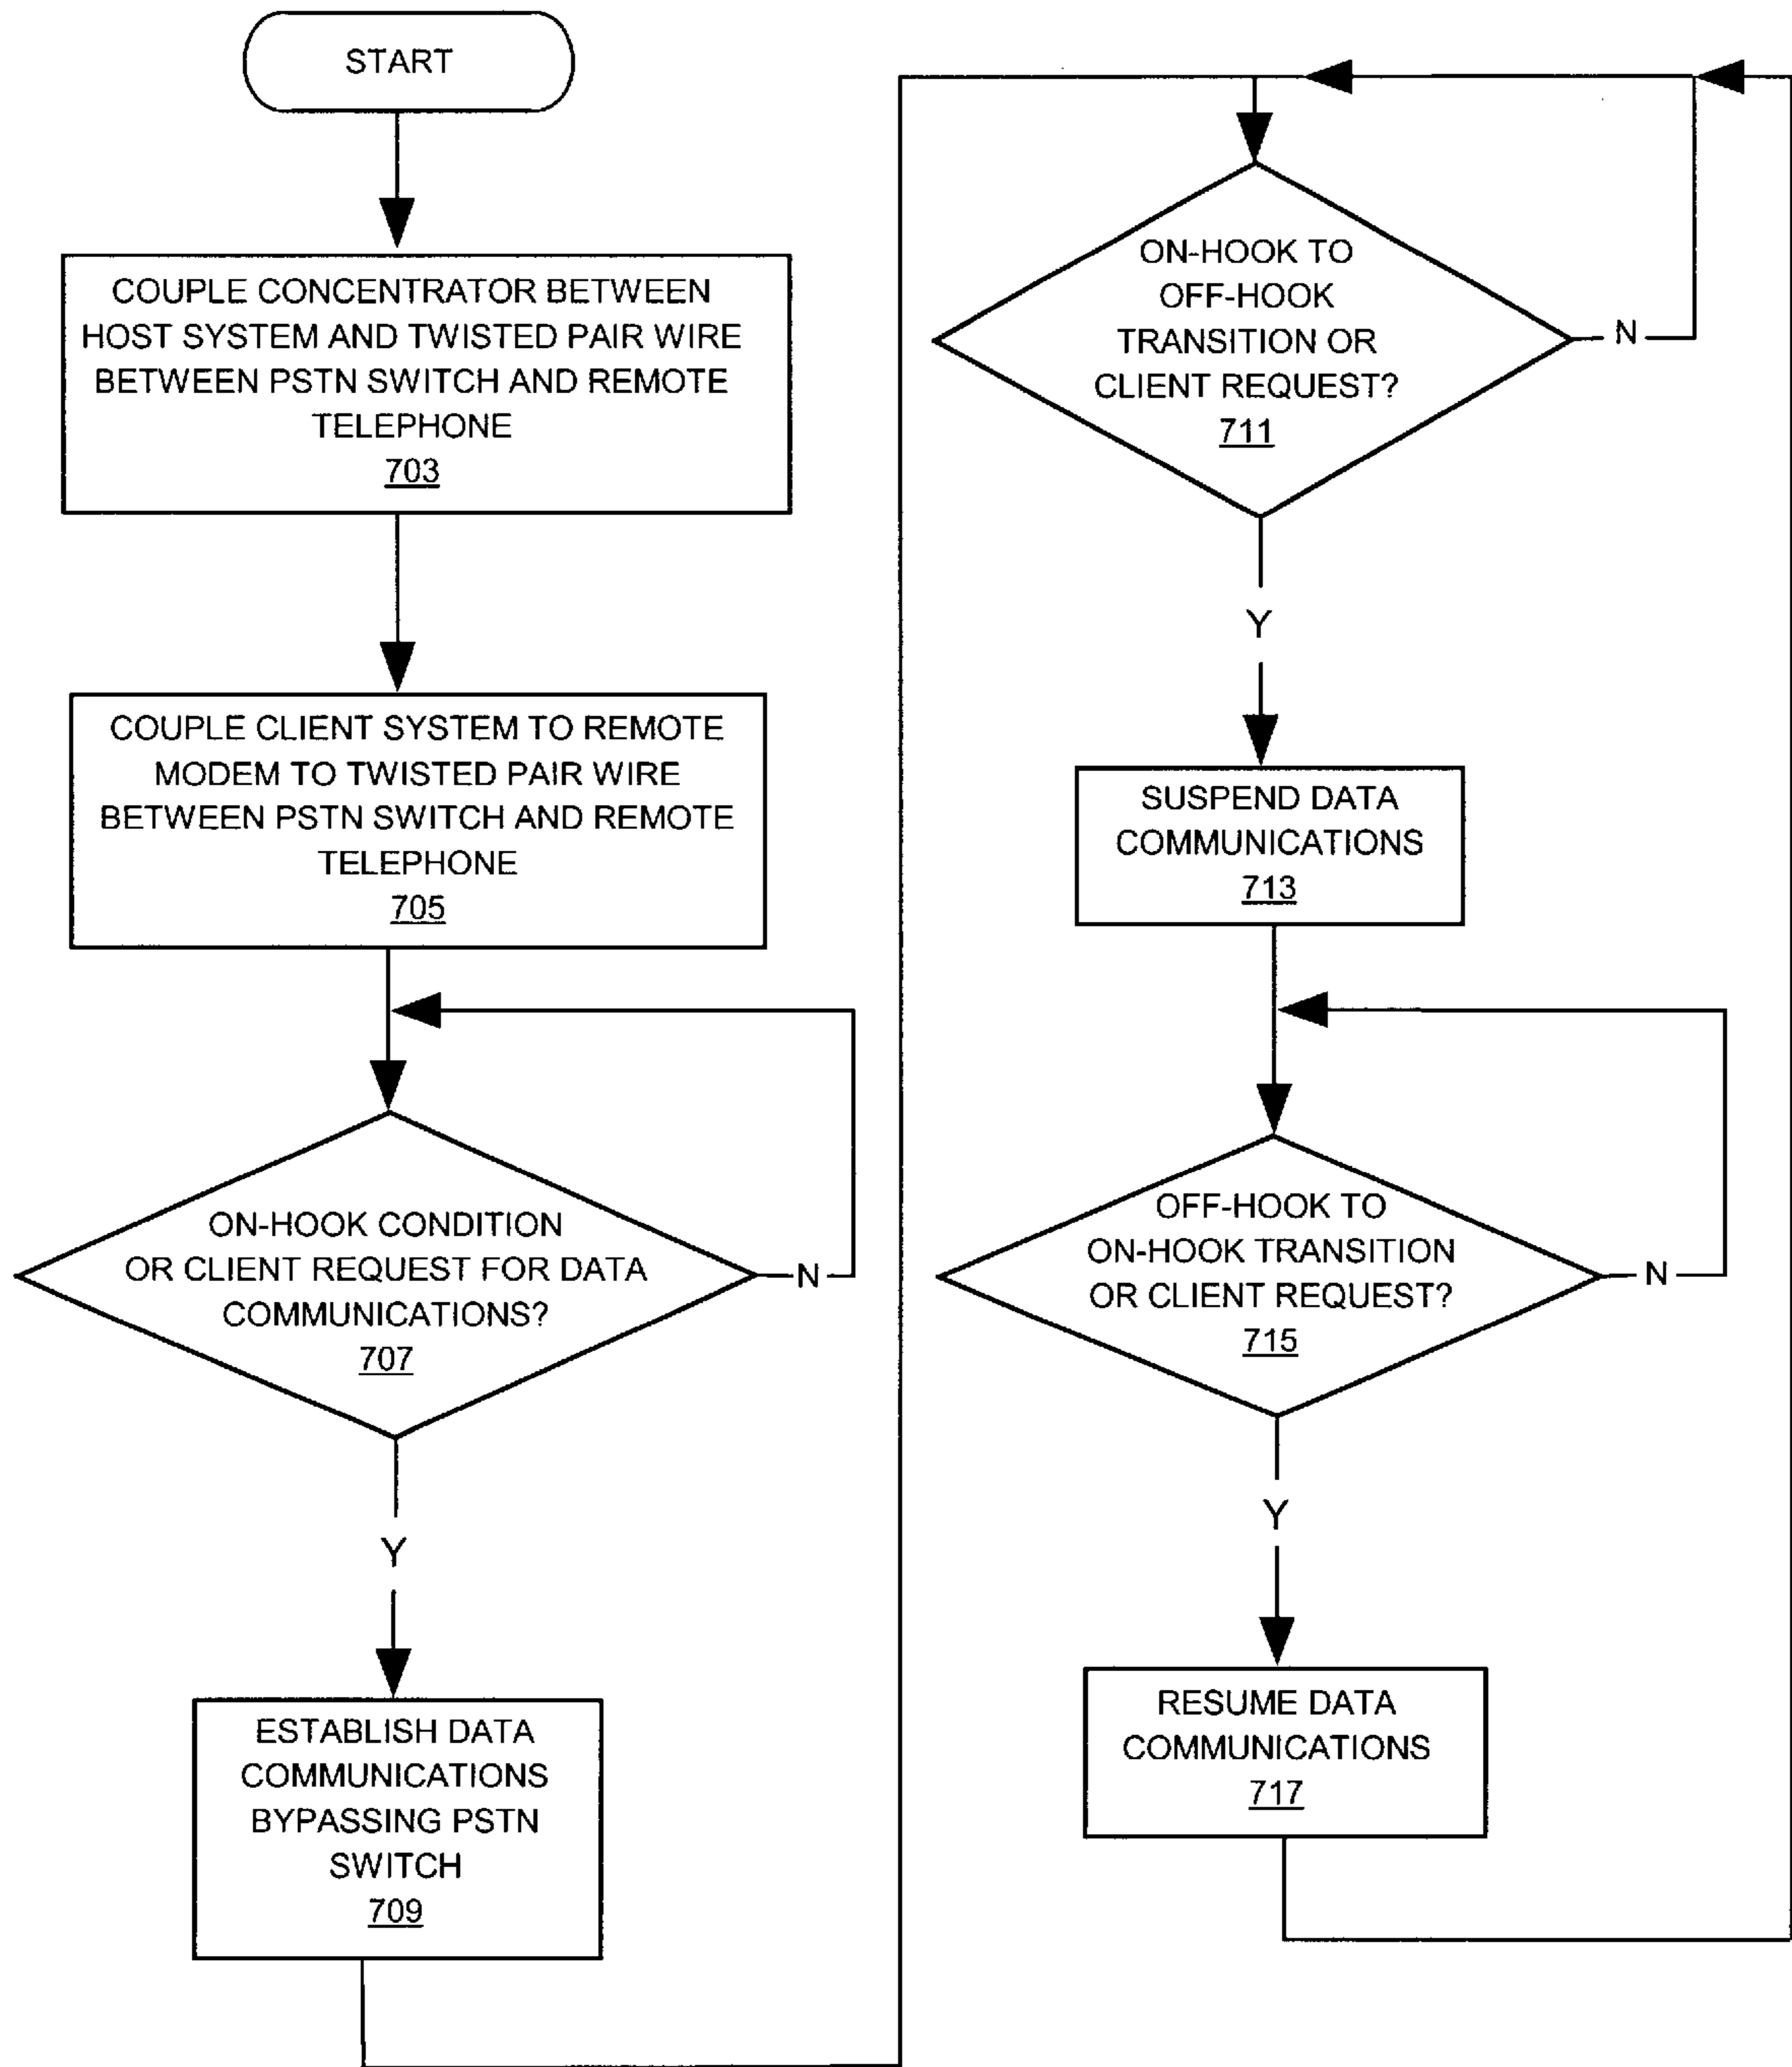 START
COUPLE CONCENTRATOR BETWEEN
HOST SYSTEM AND TWISTED PAIR WIRE
BETWEEN PSTN SWITCH AND REMOTE
TELEPHONE
703
COUPLE CLIENT SYSTEM TO REMOTE
MODEM TO TWISTED PAIR WIRE
BETWEEN PSTN SWITCH AND REMOTE
TELEPHONE
705
ON-HOOK CONDITION
OR CLIENT REQUEST FOR DATA
COMMUNICATIONS?
707
N
Y
ESTABLISH DATA
COMMUNICATIONS
BYPASSING PSTN
SWITCH
709
ON-HOOK TO
OFF-HOOK
TRANSITION OR
CLIENT REQUEST?
711
N
Y
SUSPEND DATA
COMMUNICATIONS
713
OFF-HOOK TO
ON-HOOK TRANSITION
OR CLIENT REQUEST?
715
N
Y
RESUME DATA
COMMUNICATIONS
717